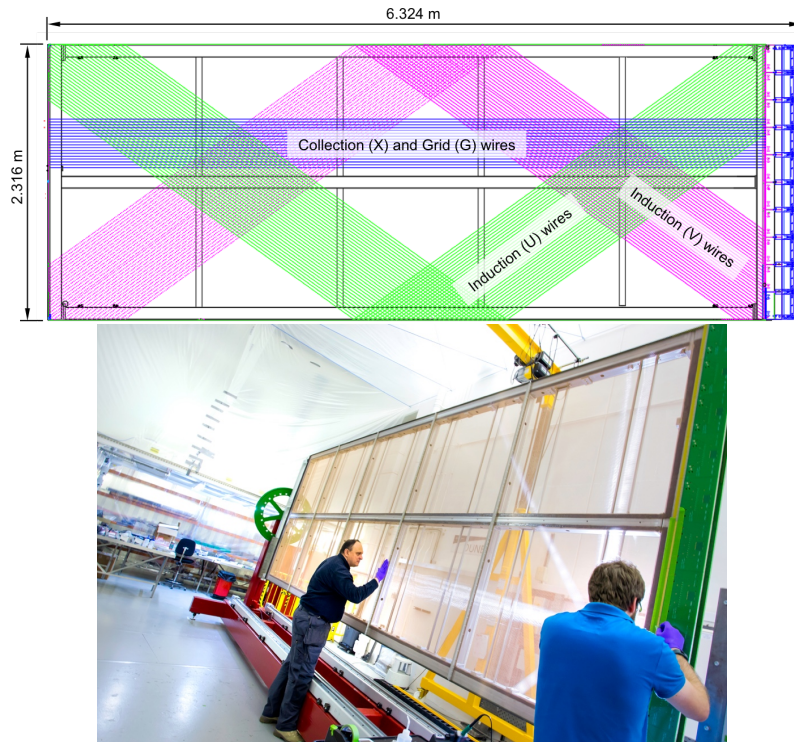 6.324 m
2.316 m
Collection (X) and Grid (G) wires
Induction (U) wires
Induction (V) wires